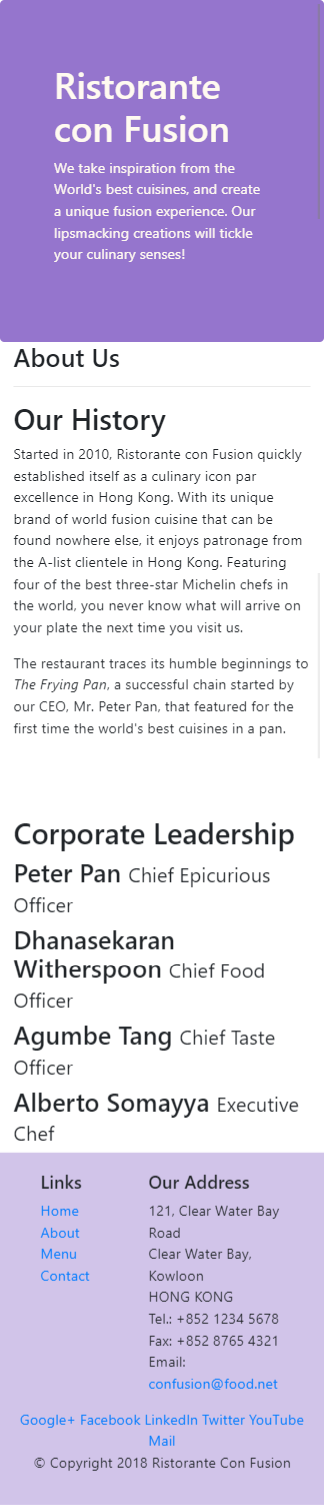 Ristorante
con Fusion
We take inspiration from the
World's best cuisines, and create
a unique fusion experience. Our
lipsmacking creations will tickle
your culinary senses!
About Us
Our History
Started in 2010, Ristorante con Fusion quickly
established itself as a culinary icon par
excellence in Hong Kong. With its unique
brand of world fusion cuisine that can be
found nowhere else, it enjoys patronage from
the A-list clientele in Hong Kong. Featuring
four of the best three-star Michelin chefs in
the world, you never know what will arrive on
your plate the next time you visit us.
The restaurant traces its humble beginnings to
The Frying Pan, a successful chain started by
our CEO, Mr. Peter Pan, that featured for the
first time the world's best cuisines in a pan.
Corporate Leadership
Peter Pan Chief Epicurious
Officer
Dhanasekaran
Witherspoon Chief Food
Officer
Agumbe Tang Chief Taste
Officer
Alberto Somayya Executive
Chef
Links
Home
About
Menu
Contact
Our Address
121, Clear Water Bay
Road
Clear Water Bay,
Kowloon
HONG KONG
Tel.: +852 1234 5678
Fax: +852 8765 4321
Email:
confusion@food.net
Google+ Facebook LinkedIn Twitter YouTube
Mail
© Copyright 2018 Ristorante Con Fusion